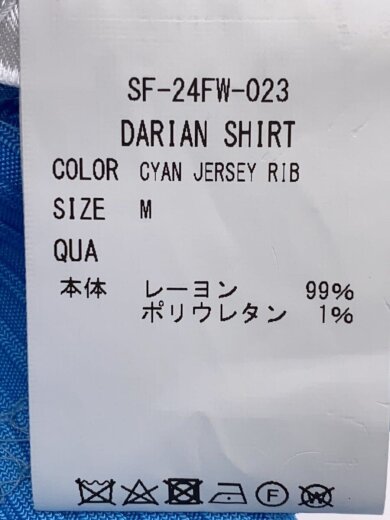 SF-24FW-023
DARIAN SHIRT
COLOR CYAN JERSEY RIB
SIZE M
QUA
本体 レーヨン 99%
ポリウレタン 1%
F W